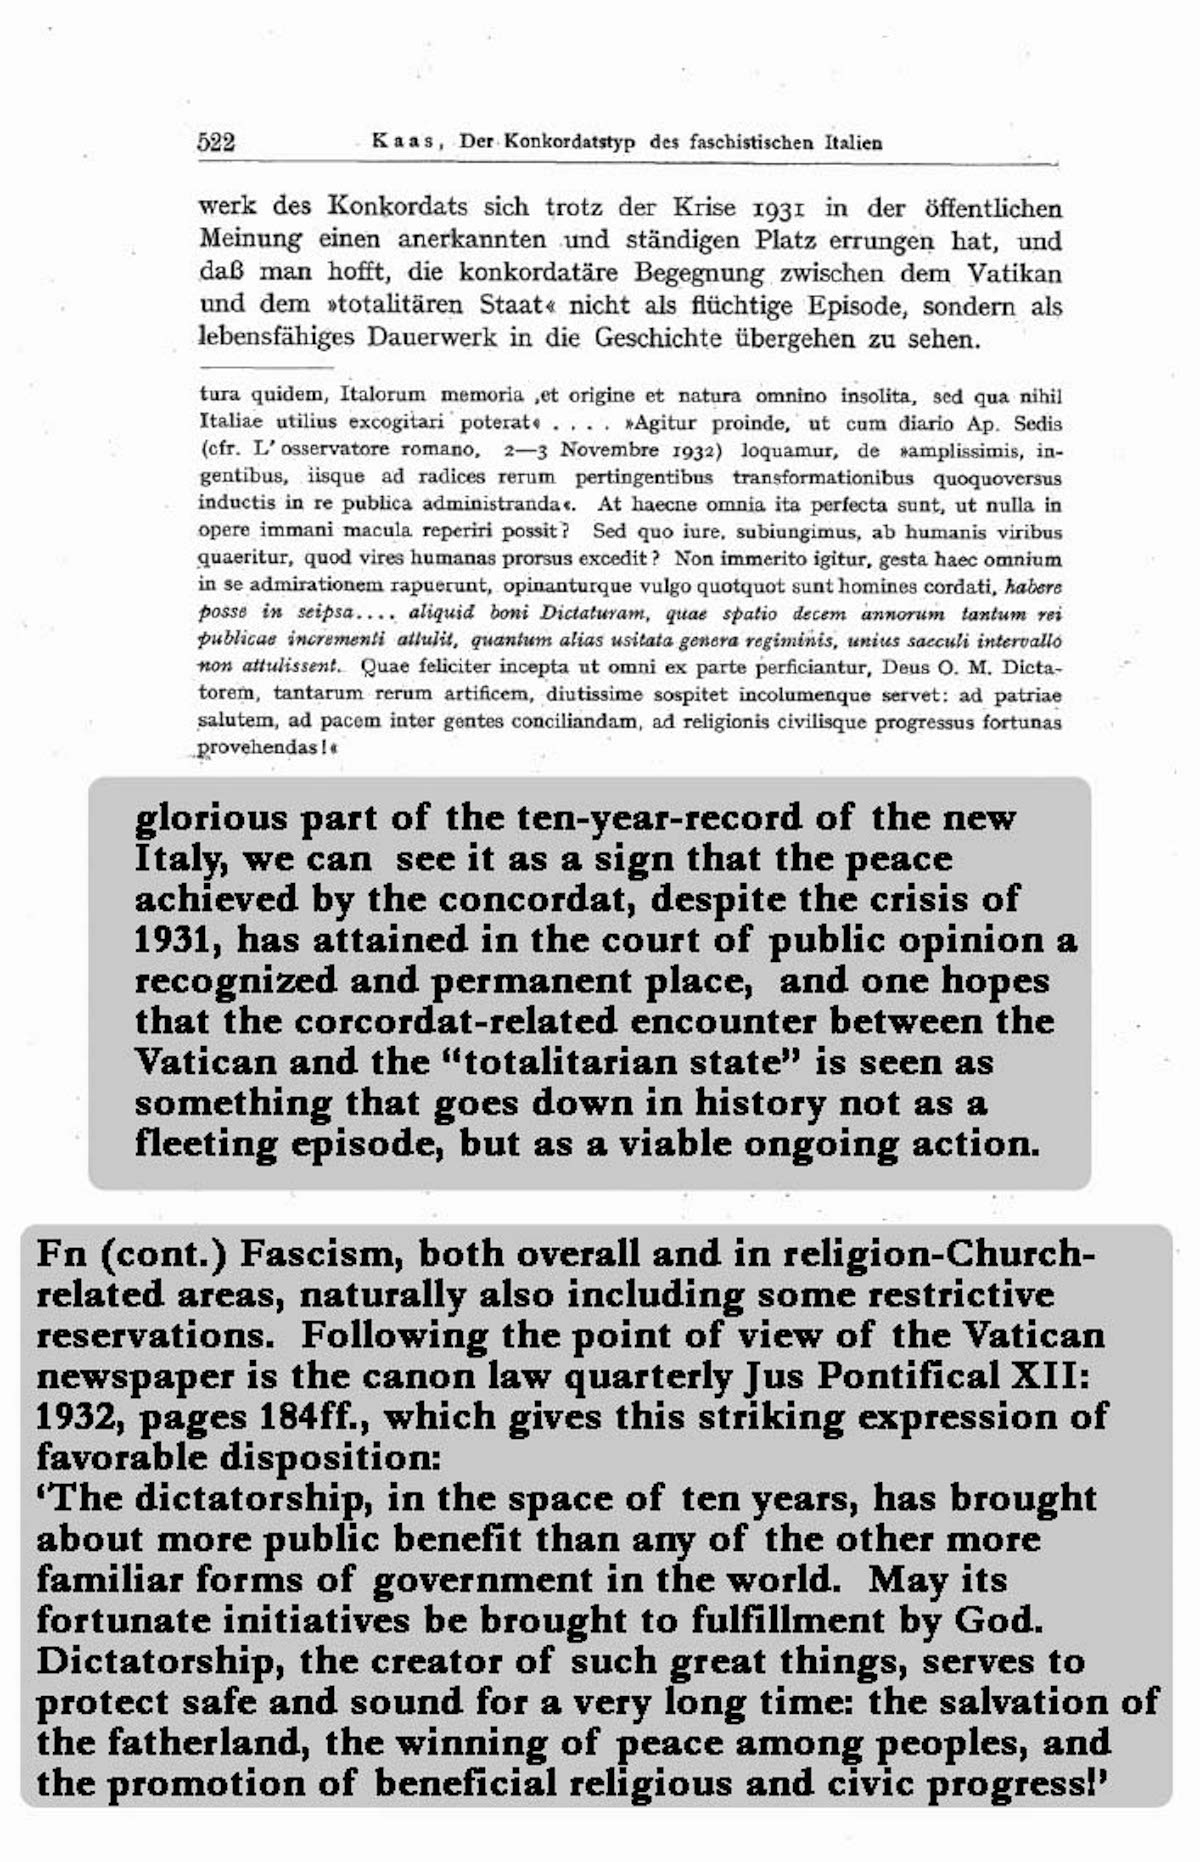 522 Kaas, Der Konkordatstyp des faschistischen Italien
werk des Konkordats sich trotz der Krise 1931 in der öffentlichen
Meinung einen anerkannten und ständigen Platz errungen hat, und
daß man hofft, die konkordatäre Begegnung zwischen dem Vatikan
und dem »totalitären Staat« nicht als flüchtige Episode, sondern als
lebensfähiges Dauerwerk in die Geschichte übergehen zu sehen.
tura quidem, Italorum memoria ,et origine et natura omnino insolita, sed qua nihil
Italiae utilius excogitari poterat« . . . . »Agitur proinde, ut cum diario Ap. Sedis
(cfr. L' osservatore romano, 2—3 Novembre 1932) loquamur, de »amplissimis, in-
gentibus, iisque ad radices rerum pertingentibus transformationibus quoquoversus
inductis in re publica administranda«. At haecne omnia ita perfecta sunt, ut nulla in
opere immani macula reperiri possit? Sed quo iure, subiungimus, ab humanis viribus
quaeritur, quod vires humanas prorsus excedit? Non immerito igitur, gesta haec omnium
in se admirationem rapuerunt, opinanturque vulgo quotquot sunt homines cordati, habere
posse in seipsa.... aliquid boni Dictaturam, quae spatio decem annorum tantum rei
publicae incrementi attulit, quantum alias usitata genera regiminis, unius saeculi intervallo
non attulissent. Quae feliciter incepta ut omni ex parte perficiantur, Deus O. M. Dicta-
torem, tantarum rerum artificem, diutissime sospitet incolumenque servet: ad patriae
salutem, ad pacem inter gentes conciliandam, ad religionis civilisque progressus fortunas
provehendas!«
glorious part of the ten-year-record of the new
Italy, we can see it as a sign that the peace
achieved by the concordat, despite the crisis of
1931, has attained in the court of public opinion a
recognized and permanent place, and one hopes
that the corcordat-related encounter between the
Vatican and the “totalitarian state” is seen as
something that goes down in history not as a
fleeting episode, but as a viable ongoing action.
Fn (cont.) Fascism, both overall and in religion-Church-
related areas, naturally also including some restrictive
reservations. Following the point of view of the Vatican
newspaper is the canon law quarterly Jus Pontifical XII:
1932, pages 184ff., which gives this striking expression of
favorable disposition:
‘The dictatorship, in the space of ten years, has brought
about more public benefit than any of the other more
familiar forms of government in the world. May its
fortunate initiatives be brought to fulfillment by God.
Dictatorship, the creator of such great things, serves to
protect safe and sound for a very long time: the salvation of
the fatherland, the winning of peace among peoples, and
the promotion of beneficial religious and civic progress!’